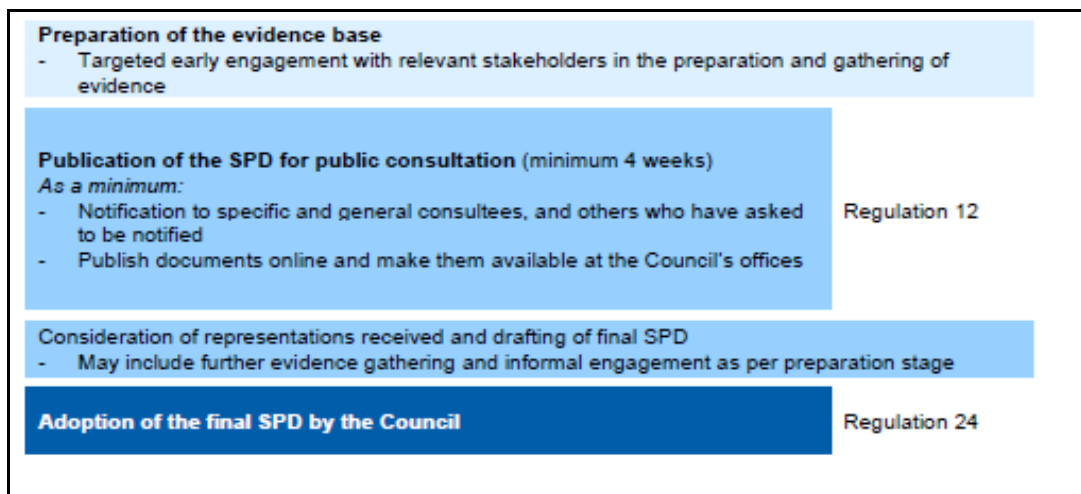 Preparation of the evidence base
- Targeted early engagement with relevant stakeholders in the preparation and gathering of
evidence
Publication of the SPD for public consultation (minimum 4 weeks)
As a minimum:
- Notification to specific and general consultees, and others who have asked
to be notified
- Publish documents online and make them available at the Council's offices
Regulation 12
Consideration of representations received and drafting of final SPD
- May include further evidence gathering and informal engagement as per preparation stage
Adoption of the final SPD by the Council
Regulation 24